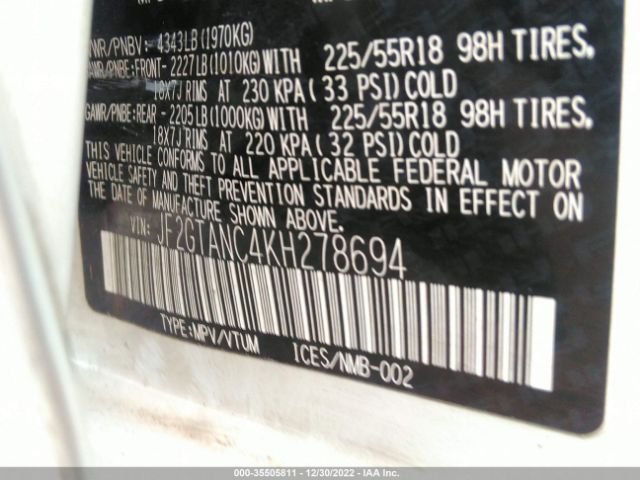 WR/PNBV: 4343LB(1970KG)
GAWR/PNBE:FRONT- 2227LB(1010KG)WITH 225/55R18 98H TIRES.
18X7J RIMS AT 230 KPA( 33 PSI)COLD
GAWR/PNBE:REAR - 2205LB(1000KG)WITH 225/55R18 98H TIRES.
18X7J RIMS AT 220 KPA( 32 PSI)COLD
THIS VEHICLE CONFORMS TO ALL APPLICABLE FEDERAL MOTOR
VEHICLE SAFETY AND THEFT PREVENTION STANDARDS IN EFFECT ON
THE DATE OF MANUFACTURE SHOWN ABOVE.
VIN: JF2GTANC4KH278694
TYPE:MPV/VTUM ICES/NMB-002
000-35505811 - 12/30/2022 - IAA Inc.